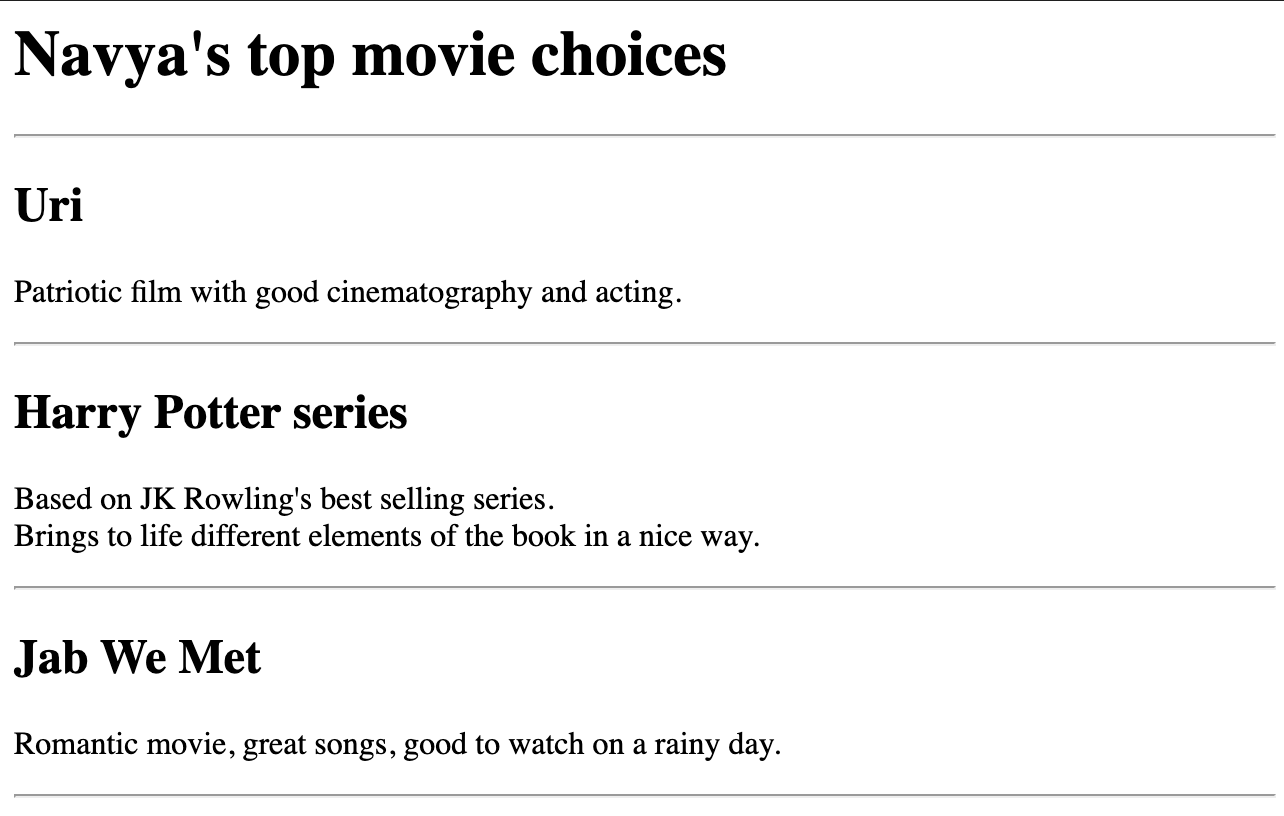 Navya's top movie choices
Uri
Patriotic film with good cinematography and acting.
Harry Potter series
Based on JK Rowling's best selling series.
Brings to life different elements of the book in a nice way.
Jab We Met
Romantic movie, great songs, good to watch on a rainy day.